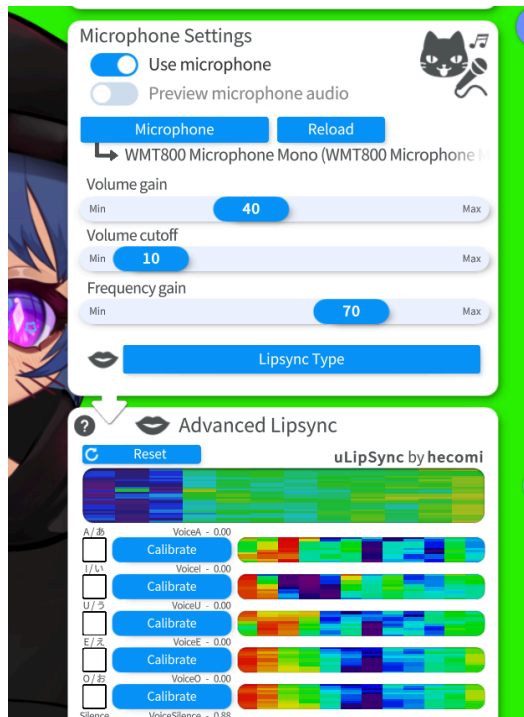 Microphone Settings
Use microphone
Preview microphone audio
Microphone
Reload
WMT800 Microphone Mono (WMT800 Microphone M
Volume gain
Min 40 Max
Volume cutoff
Min 10 Max
Frequency gain
Min 70 Max
Lipsync Type
? Advanced Lipsync
Reset
uLipSync by hecomi
A/あ VoiceA - 0.00
Calibrate
I/い VoiceI - 0.00
Calibrate
U/う VoiceU - 0.00
Calibrate
E/え VoiceE - 0.00
Calibrate
O/お VoiceO - 0.00
Calibrate
Silence VoiceSilence - 0.88